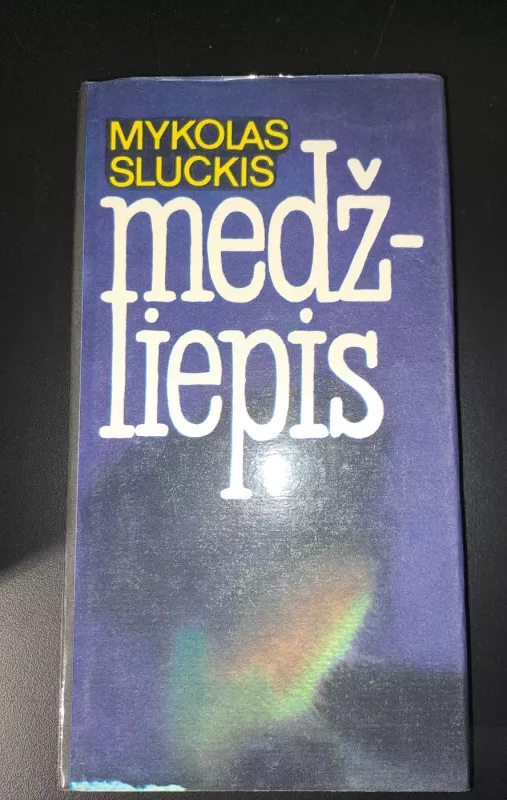 MYKOLAS
SLUCKIS
medž-
liepis